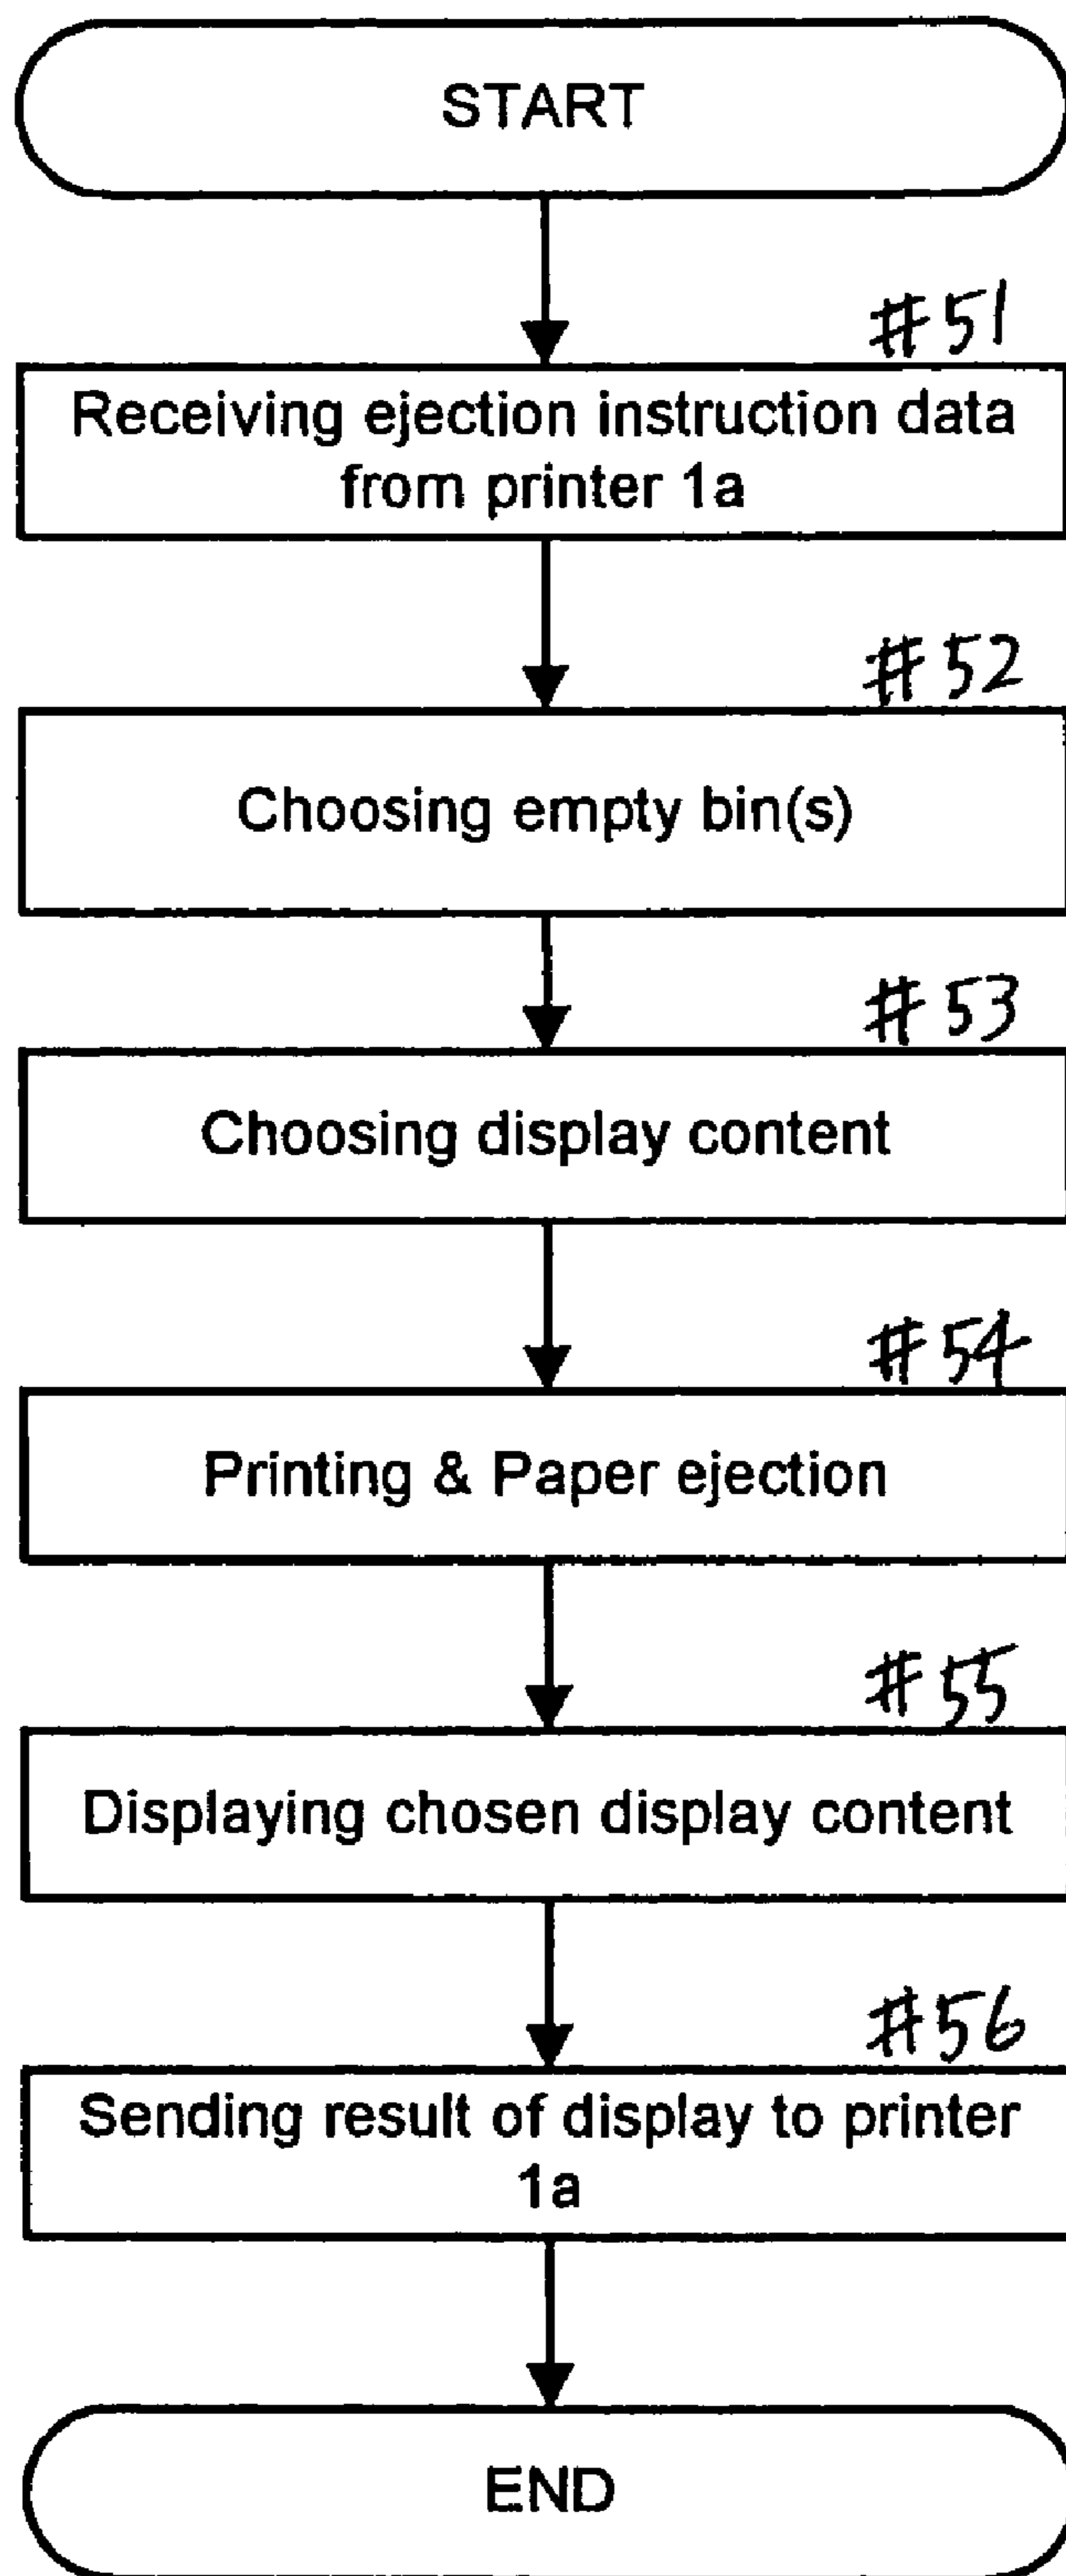 START
#51
Receiving ejection instruction data
from printer 1a
#52
Choosing empty bin(s)
#53
Choosing display content
#54
Printing & Paper ejection
#55
Displaying chosen display content
#56
Sending result of display to printer
1a
END